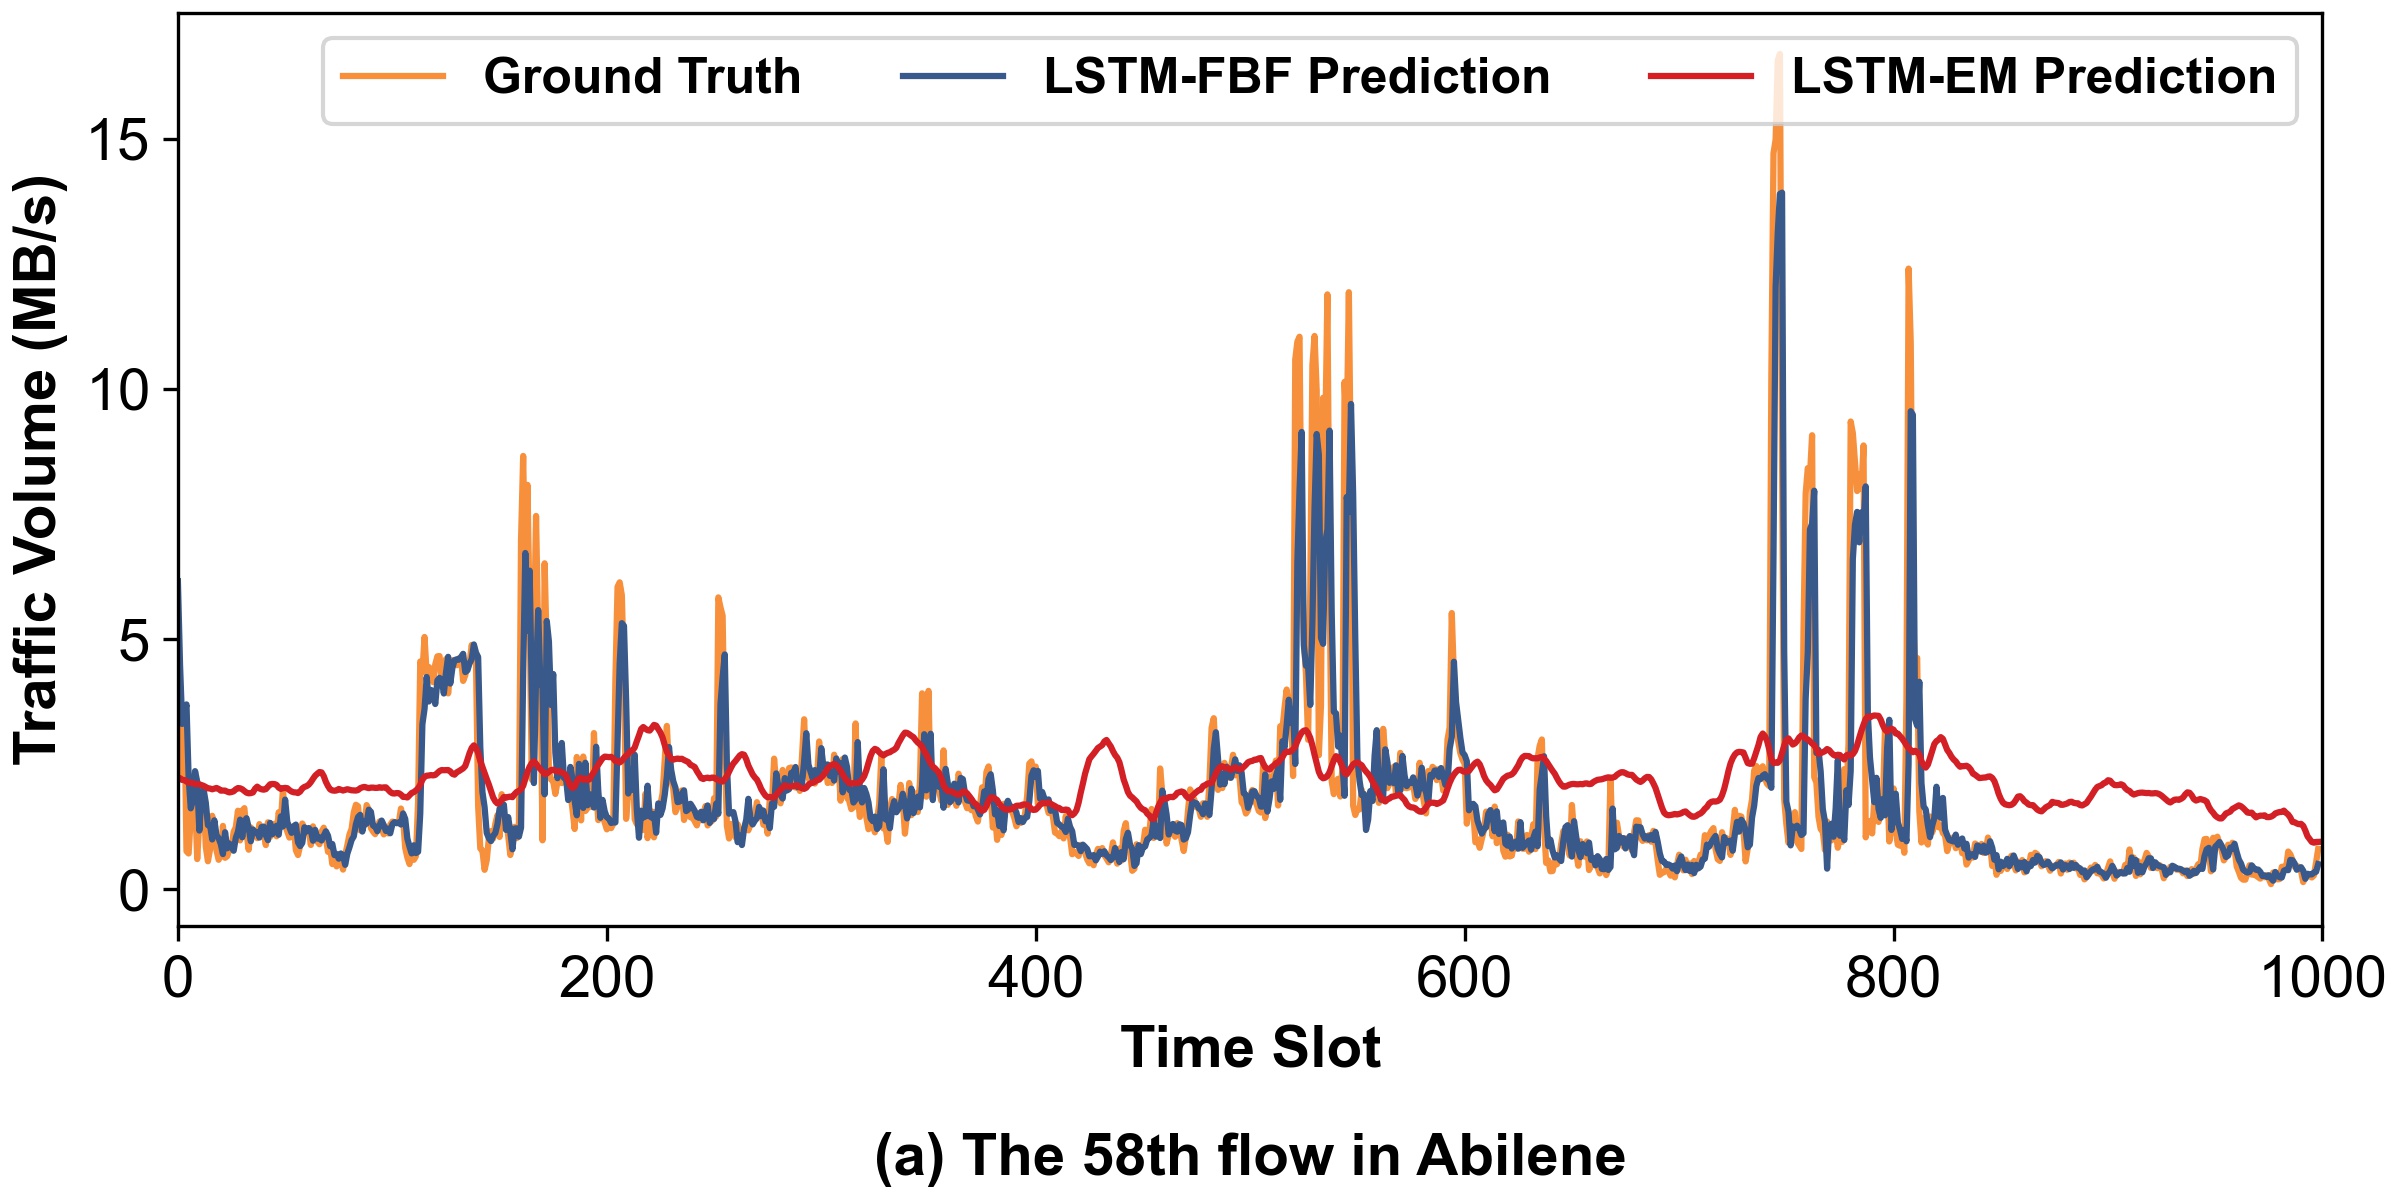 Ground Truth LSTM-FBF Prediction LSTM-EM Prediction
15
10
5
0
Traffic Volume (MB/s)
0 200 400 600 800 1000
Time Slot
(a) The 58th flow in Abilene